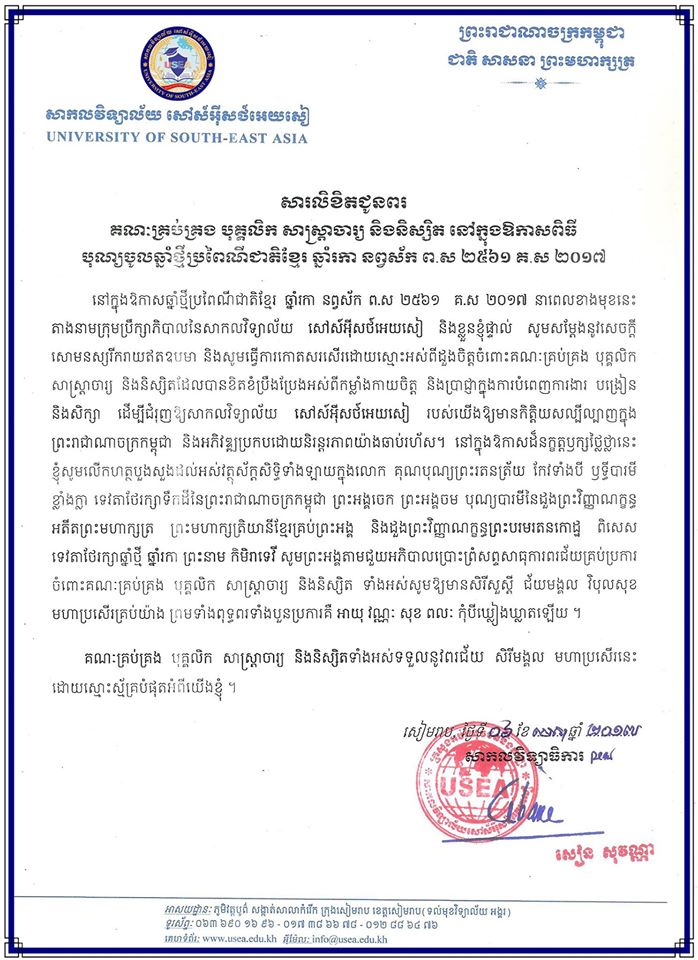 ព្រះរាជាណាចក្រកម្ពុជា
ជាតិ សាសនា ព្រះមហាក្សត្រ
USEA
UNIVERSITY OF SOUTH-EAST ASIA
សាកលវិទ្យាល័យ សៅស៍អ៊ីសថ៍អេយសៀ
UNIVERSITY OF SOUTH-EAST ASIA
សារលិខិតជូនពរ
គណៈគ្រប់គ្រង បុគ្គលិក សាស្ត្រាចារ្យ និងនិស្សិត នៅក្នុងឱកាសពិធី
បុណ្យចូលឆ្នាំថ្មីប្រពៃណីជាតិខ្មែរ ឆ្នាំរកា នព្វស័ក ព.ស ២៥៦១ គ.ស ២០១៧
នៅក្នុងឱកាសឆ្នាំថ្មីប្រពៃណីជាតិខ្មែរ ឆ្នាំរកា នព្វស័ក ព.ស ២៥៦១ គ.ស ២០១៧ នាពេលខាងមុខនេះ
តាងនាមក្រុមប្រឹក្សាភិបាលនៃសាកលវិទ្យាល័យ សៅស៍អ៊ីសថ៍អេយសៀ និងខ្លួនខ្ញុំផ្ទាល់ សូមសម្តែងនូវសេចក្តី
សោមនស្សរីករាយឥតឧបមា និងសូមធ្វើការកោតសរសើរដោយស្មោះអស់ពីដួងចិត្តចំពោះគណៈគ្រប់គ្រង បុគ្គលិក
សាស្ត្រាចារ្យ និងនិស្សិតដែលបានខិតខំប្រឹងប្រែងអស់ពីកម្លាំងកាយចិត្ត និងប្រាជ្ញាក្នុងការបំពេញការងារ បង្រៀន
និងសិក្សា ដើម្បីជំរុញឱ្យសាកលវិទ្យាល័យ សៅស៍អ៊ីសថ៍អេយសៀ របស់យើងឱ្យមានកិត្តិយសល្បីល្បាញក្នុង
ព្រះរាជាណាចក្រកម្ពុជា និងអភិវឌ្ឍប្រកបដោយនិរន្តរភាពយ៉ាងឆាប់រហ័ស។ នៅក្នុងឱកាសដ៏នក្ខត្តឫក្សថ្លៃថ្លានេះ
ខ្ញុំសូមលើកហត្ថបួងសួងដល់អស់វត្ថុស័ក្តសិទ្ធិទាំងឡាយក្នុងលោក គុណបុណ្យព្រះរតនត្រ័យ កែវទាំងបី ឫទ្ធីបារមី
ខ្លាំងក្លា ទេវតាថែរក្សាទឹកដីនៃព្រះរាជាណាចក្រកម្ពុជា ព្រះអង្គចេក ព្រះអង្គចម បុណ្យបារមីនៃដួងព្រះវិញ្ញាណក្ខន្ធ
អតីតព្រះមហាក្សត្រ ព្រះមហាក្សត្រិយានីខ្មែរគ្រប់ព្រះអង្គ និងដួងព្រះវិញ្ញាណក្ខន្ធព្រះបរមរតនកោដ្ឋ ពិសេស
ទេវតាថែរក្សាឆ្នាំថ្មី ឆ្នាំរកា ព្រះនាម កិមិរាទេវី សូមព្រះអង្គតាមជួយអភិបាលប្រោះព្រំសព្ទសាធុការពរជ័យគ្រប់ប្រការ
ចំពោះគណៈគ្រប់គ្រង បុគ្គលិក សាស្ត្រាចារ្យ និងនិស្សិត ទាំងអស់សូមឱ្យមានសិរីសួស្តី ជ័យមង្គល វិបុលសុខ
មហាប្រសើរគ្រប់យ៉ាង ព្រមទាំងពុទ្ធពរទាំងបួនប្រការគឺ អាយុ វណ្ណៈ សុខ ពលៈ កុំបីឃ្លៀងឃ្លាតឡើយ ។
គណៈគ្រប់គ្រង បុគ្គលិក សាស្ត្រាចារ្យ និងនិស្សិតទាំងអស់ទទួលនូវពរជ័យ សិរីមង្គល មហាប្រសើរនេះ
ដោយស្មោះស្ម័គ្របំផុតអំពីយើងខ្ញុំ ។
សៀមរាប, ថ្ងៃទី ០៦ ខែ មេសា ឆ្នាំ ២០១៧
សាកលវិទ្យាធិការ
USEA
សៀន សុវណ្ណា
អាសយដ្ឋាន: ភូមិវត្តបូព៌ សង្កាត់សាលាកំរើក ក្រុងសៀមរាប ខេត្តសៀមរាប(ទល់មុខវិទ្យាល័យ អង្គរ)
ទូរស័ព្ទ: ០៦៣ ៦៩០ ១៦ ៩៦ - ០១៧ ៣៨ ៦៦ ៧៨ - ០១២ ៨៨ ៦៤ ៧៦
គេហទំព័រ: www.usea.edu.kh អ៊ីម៉ែល: info@usea.edu.kh